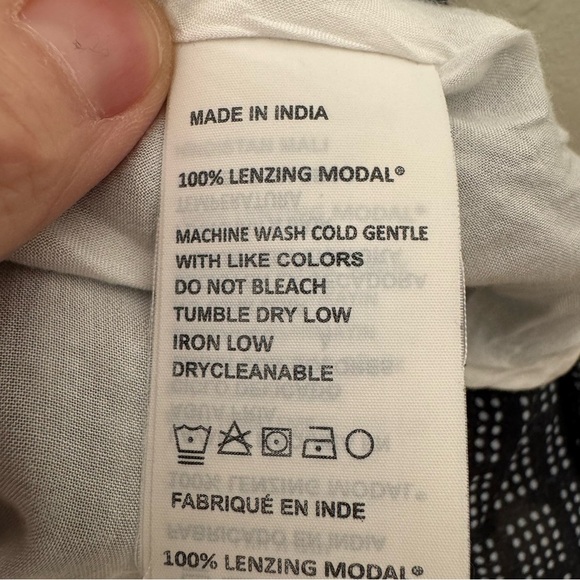 MADE IN INDIA
100% LENZING MODAL®
MACHINE WASH COLD GENTLE
WITH LIKE COLORS
DO NOT BLEACH
TUMBLE DRY LOW
IRON LOW
DRYCLEANABLE
FABRIQUÉ EN INDE
100% LENZING MODAL®